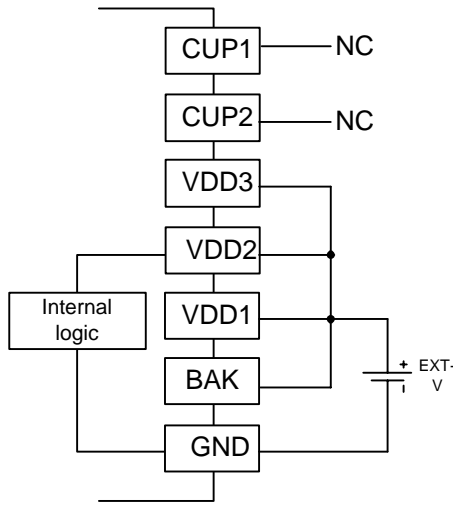 CUP1
NC
CUP2
NC
VDD3
VDD2
Internal
logic
VDD1
BAK
GND
+ EXT-
V
-